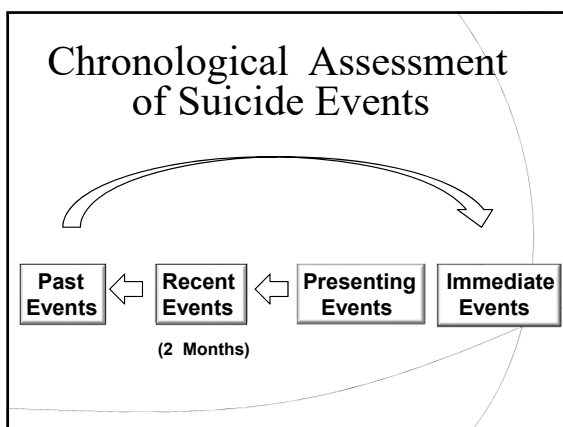 Chronological Assessment
of Suicide Events
Past
Events
Recent
Events
(2 Months)
Presenting
Events
Immediate
Events